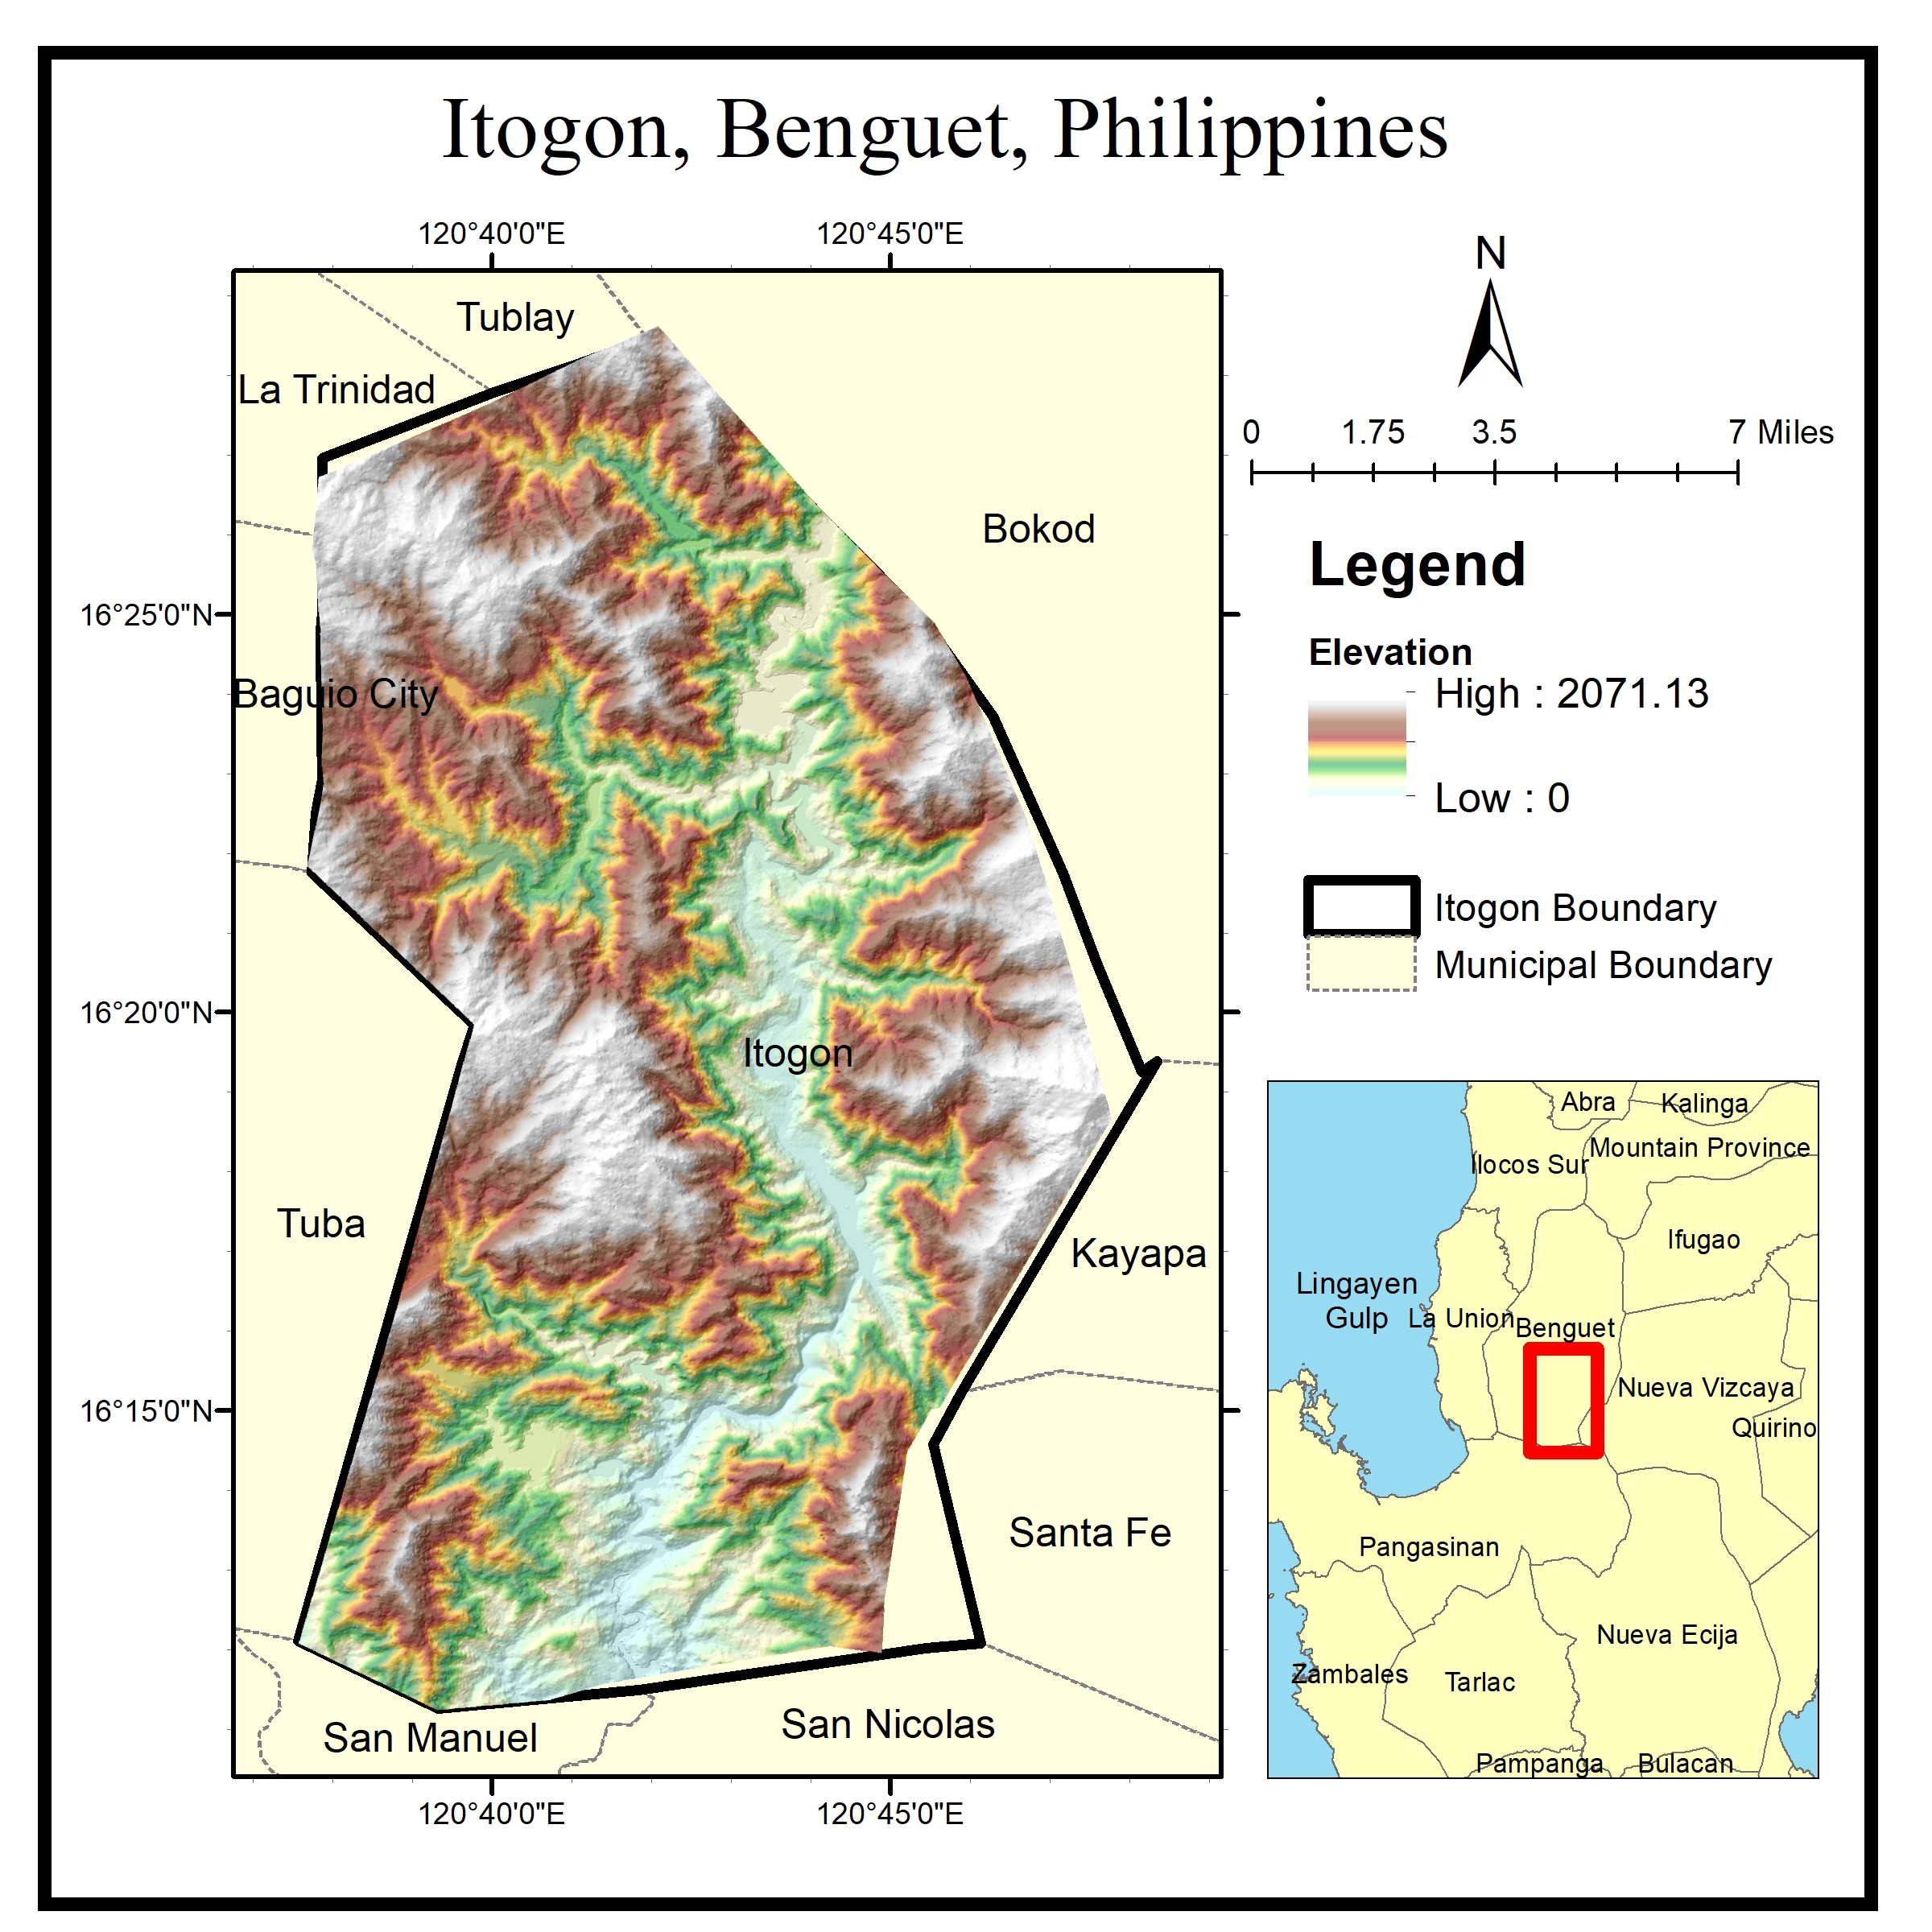 Itogon, Benguet, Philippines
120°40'0"E
120°45'0"E
N
Tublay
La Trinidad
0
1.75
3.5
7 Miles
Bokod
Legend
16°25'0"N
Elevation
Baguio City
High : 2071.13
Low : 0
Itogon Boundary
Municipal Boundary
16°20'0"N
Itogon
Abra
Kalinga
Mountain Province
Ilocos Sur
Tuba
Kayapa
Ifugao
Lingayen
Gulp
La Union
Benguet
Nueva Vizcaya
16°15'0"N
Quirino
Santa Fe
Pangasinan
Nueva Ecija
Zambales
Tarlac
San Manuel
San Nicolas
Pampanga
Bulacan
120°40'0"E
120°45'0"E